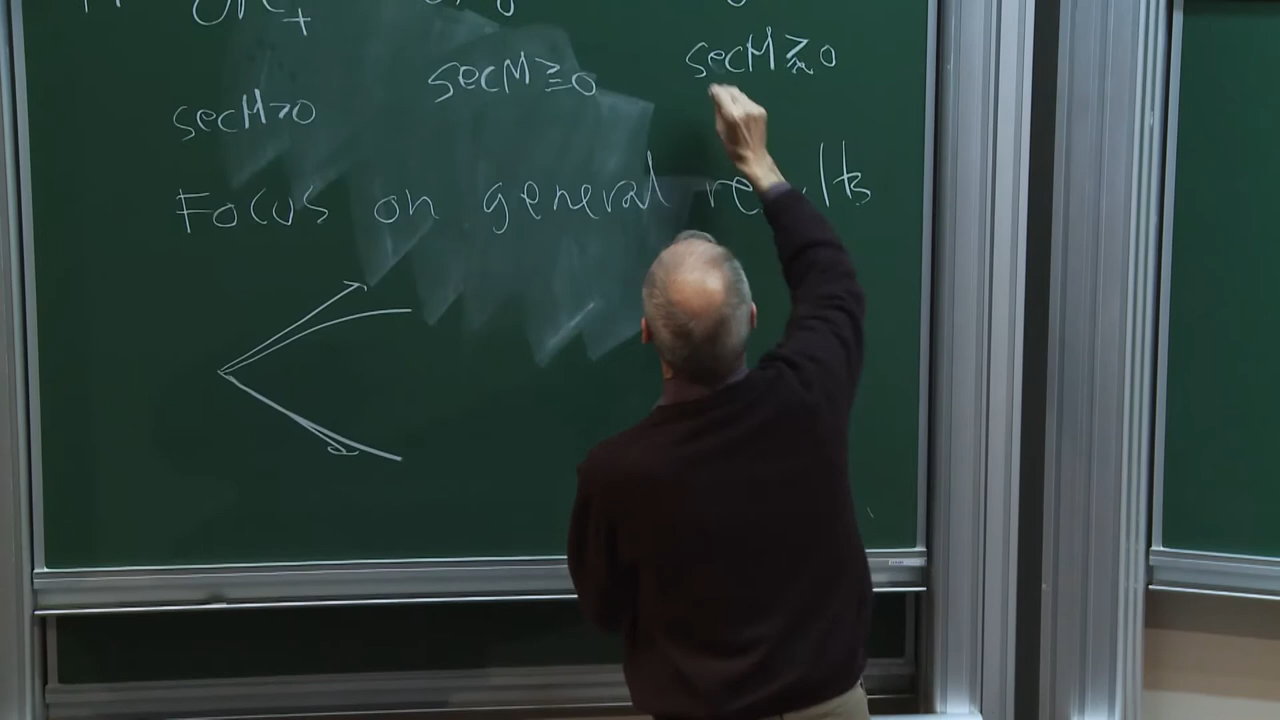 secM ≥ 0 secM ⪆ 0
secM>0
Focus on general results